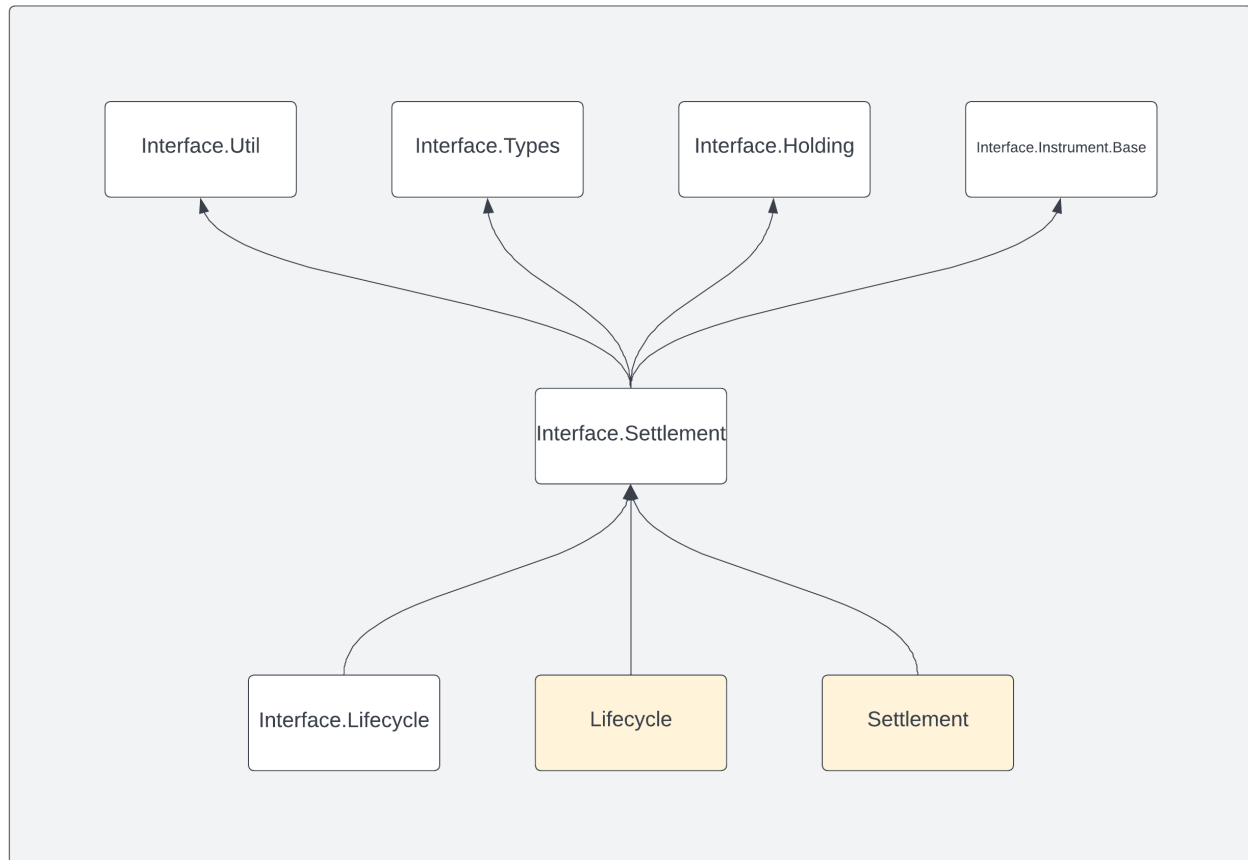 Interface.Util
Interface.Types
Interface.Holding
Interface.Instrument.Base
Interface.Settlement
Interface.Lifecycle
Lifecycle
Settlement